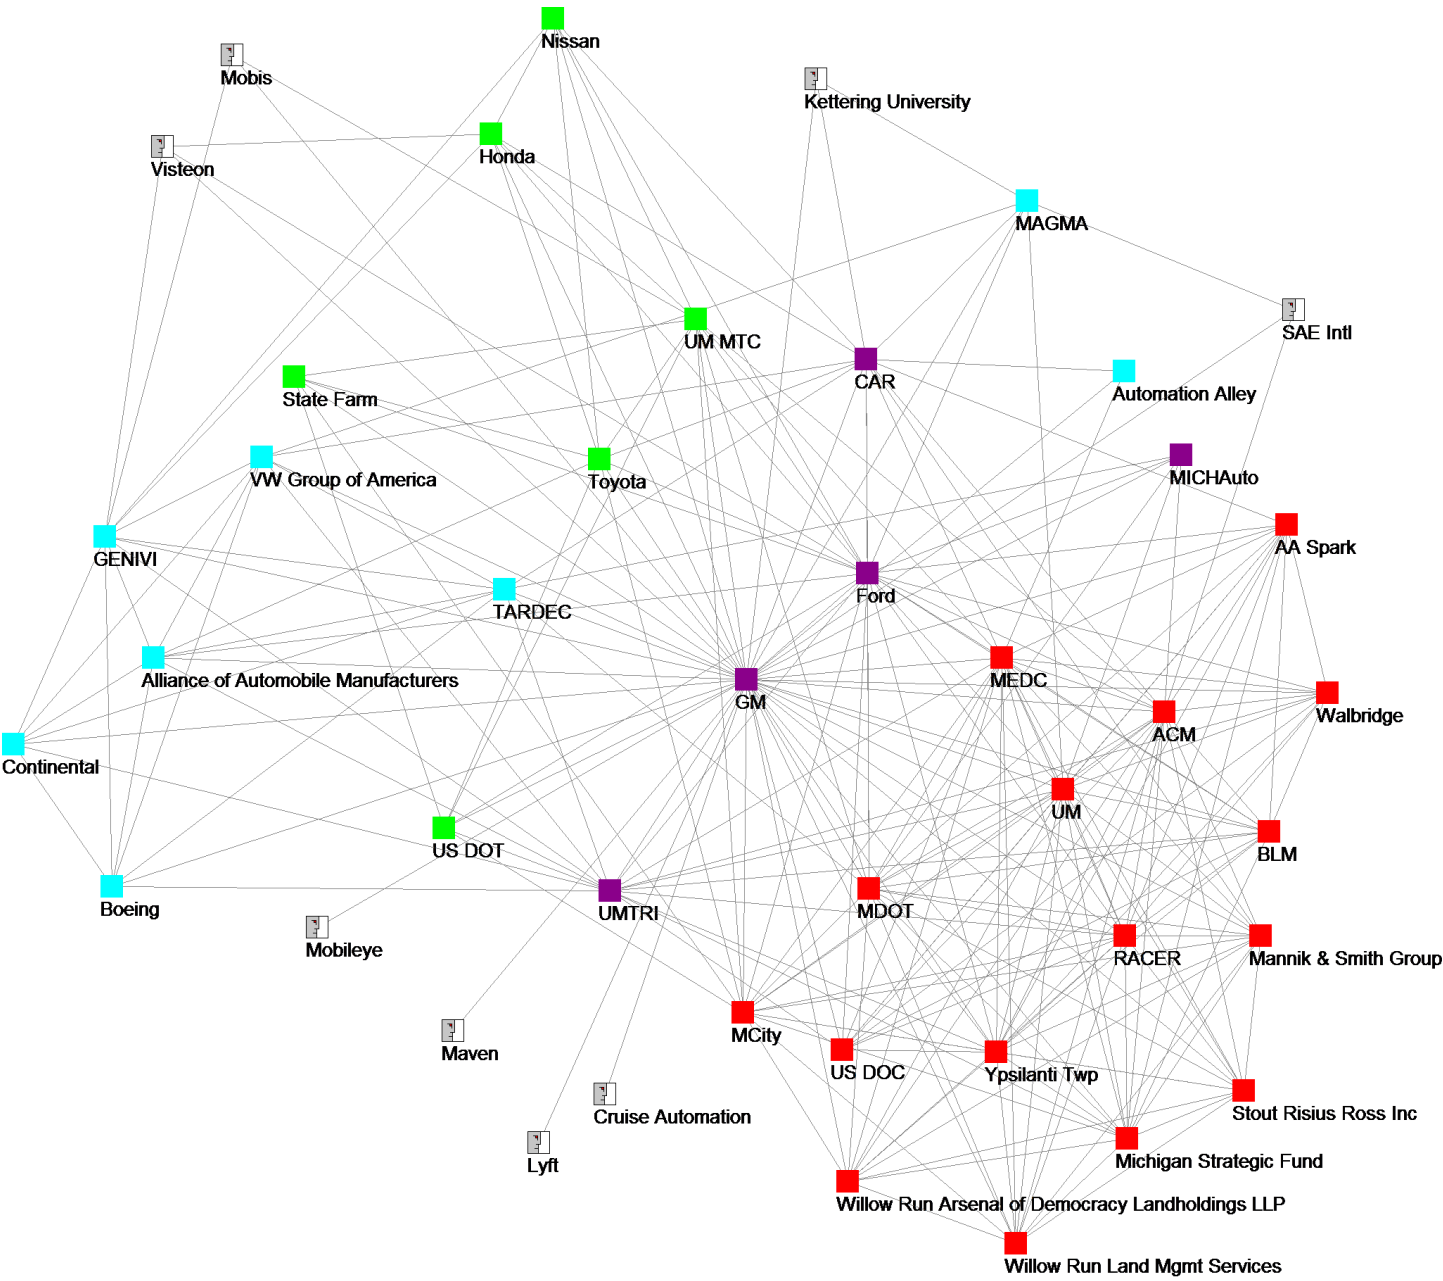 Nissan
Mobis
Kettering University
Honda
Visteon
MAGMA
SAE Intl
UM MTC
CAR
Automation Alley
State Farm
VW Group of America
Toyota
MICHAuto
AA Spark
GENIVI
TARDEC
Ford
Alliance of Automobile Manufacturers
GM
MEDC
Walbridge
ACM
Continental
UM
US DOT
BLM
Boeing
UMTRI
MDOT
Mobileye
RACER
Mannik & Smith Group
MCity
Maven
US DOC
Ypsilanti Twp
Cruise Automation
Stout Risius Ross Inc
Lyft
Michigan Strategic Fund
Willow Run Arsenal of Democracy Landholdings LLP
Willow Run Land Mgmt Services